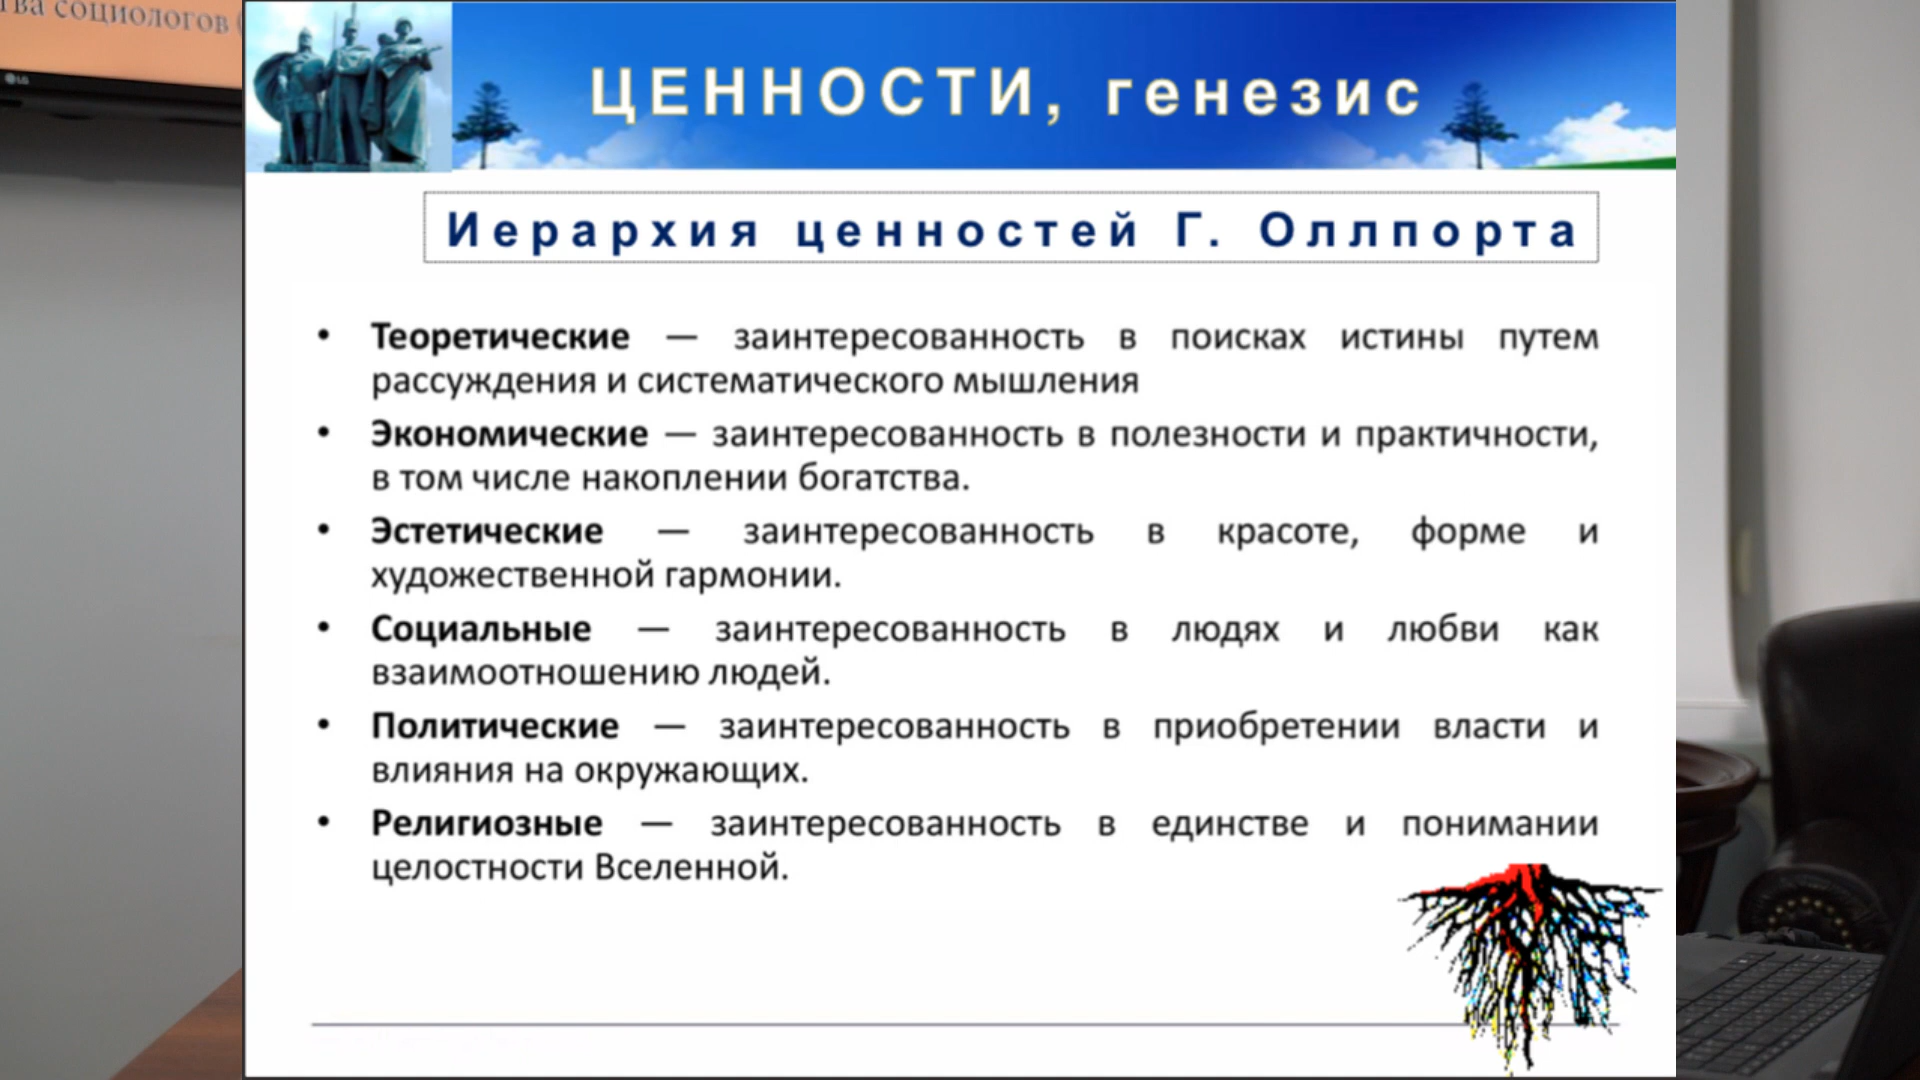 социологов
LG
ЦЕННОСТИ, генезис
Иерархия ценностей Г. Оллпорта
• Теоретические — заинтересованность в поисках истины путем
рассуждения и систематического мышления
• Экономические — заинтересованность в полезности и практичности,
в том числе накоплении богатства.
• Эстетические — заинтересованность в красоте, форме и
художественной гармонии.
• Социальные — заинтересованность в людях и любви как
взаимоотношению людей.
• Политические — заинтересованность в приобретении власти и
влияния на окружающих.
• Религиозные — заинтересованность в единстве и понимании
целостности Вселенной.